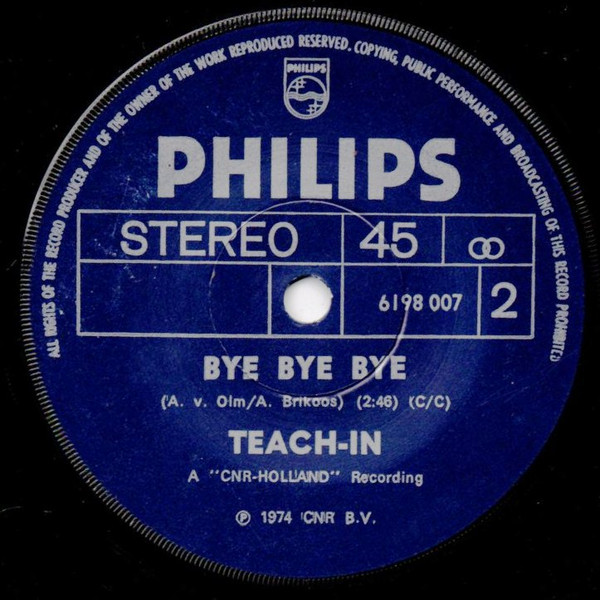 ALL RIGHTS OF THE RECORD PRODUCER AND OF THE OWNER OF THE WORK REPRODUCED RESERVED. COPYING, PUBLIC PERFORMANCE AND BROADCASTING OF THIS RECORD PROHIBITED
PHILIPS
PHILIPS
STEREO 45 ∞
6198 007 2
BYE BYE BYE
(A. v. Olm/A. Brikoos) (2:46) (C/C)
TEACH-IN
A "CNR-HOLLAND" Recording
℗ 1974 CNR B.V.